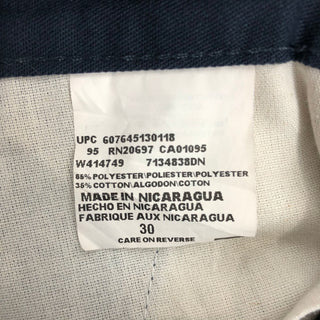 UPC 607645130118
95 RN20697 CA01095
W414749 7134838DN
65% POLYESTER\POLIESTER\POLYESTER
35% COTTON\ALGODON\COTON
MADE IN NICARAGUA
HECHO EN NICARAGUA
FABRIQUE AUX NICARAGUA
30
CARE ON REVERSE